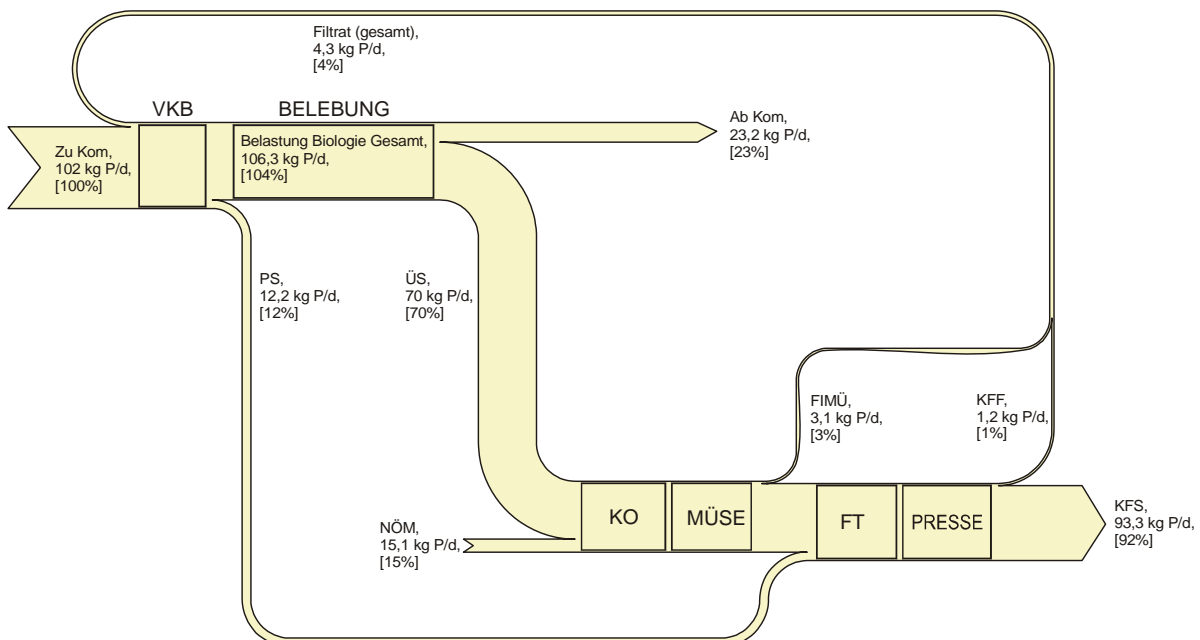 Filtrat (gesamt),
4,3 kg P/d,
[4%]
VKB
BELEBUNG
Zu Kom,
102 kg P/d,
[100%]
Belastung Biologie Gesamt,
106,3 kg P/d,
[104%]
Ab Kom,
23,2 kg P/d,
[23%]
PS,
12,2 kg P/d,
[12%]
ÜS,
70 kg P/d,
[70%]
FIMÜ,
3,1 kg P/d,
[3%]
KFF,
1,2 kg P/d,
[1%]
NÖM,
15,1 kg P/d,
[15%]
KO
MÜSE
FT
PRESSE
KFS,
93,3 kg P/d,
[92%]